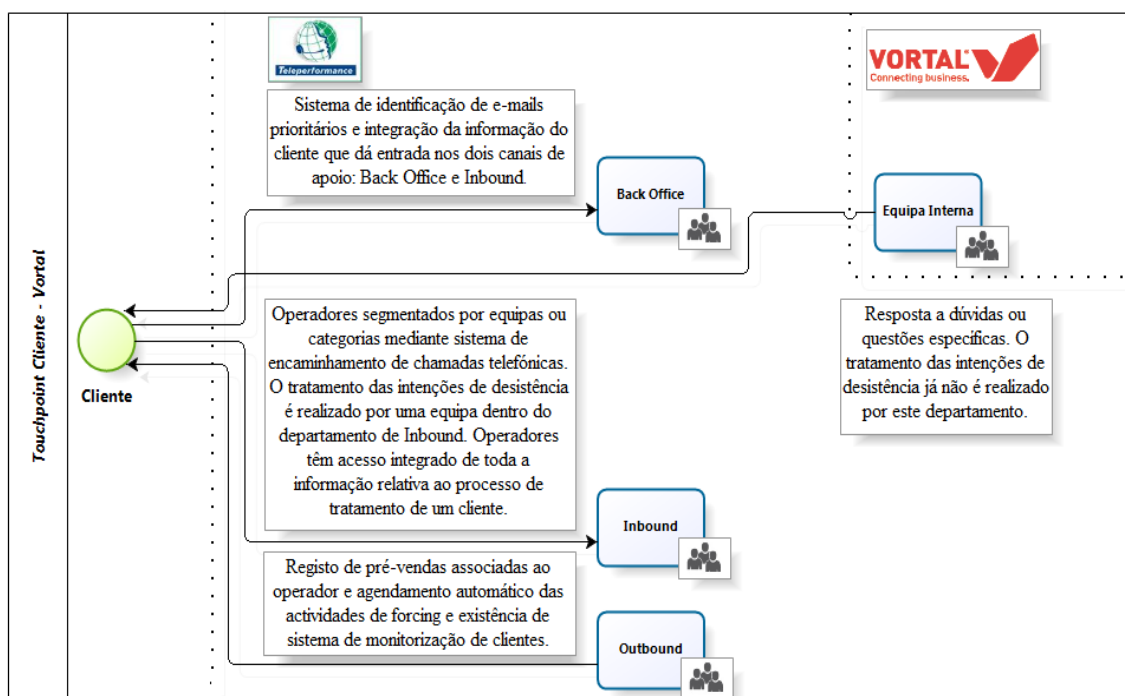 Touchpoint Cliente - Vortal
Teleperformance
VORTAL®
Connecting business.
Sistema de identificação de e-mails
prioritários e integração da informação do
cliente que dá entrada nos dois canais de
apoio: Back Office e Inbound.
Back Office
Equipa Interna
Cliente
Operadores segmentados por equipas ou
categorias mediante sistema de
encaminhamento de chamadas telefónicas.
O tratamento das intenções de desistência
é realizado por uma equipa dentro do
departamento de Inbound. Operadores
têm acesso integrado de toda a
informação relativa ao processo de
tratamento de um cliente.
Resposta a dúvidas ou
questões específicas. O
tratamento das intenções de
desistência já não é realizado
por este departamento.
Inbound
Registo de pré-vendas associadas ao
operador e agendamento automático das
actividades de forcing e existência de
sistema de monitorização de clientes.
Outbound